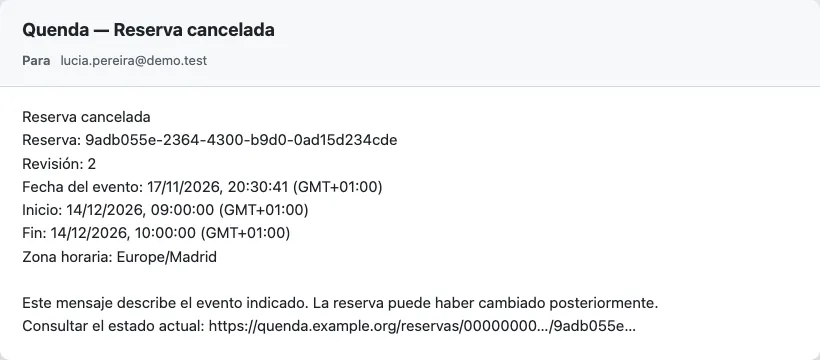 Quenda — Reserva cancelada
Para lucia.pereira@demo.test
Reserva cancelada
Reserva: 9adb055e-2364-4300-b9d0-0ad15d234cde
Revisión: 2
Fecha del evento: 17/11/2026, 20:30:41 (GMT+01:00)
Inicio: 14/12/2026, 09:00:00 (GMT+01:00)
Fin: 14/12/2026, 10:00:00 (GMT+01:00)
Zona horaria: Europe/Madrid
Este mensaje describe el evento indicado. La reserva puede haber cambiado posteriormente.
Consultar el estado actual: https://quenda.example.org/reservas/00000000…/9adb055e…